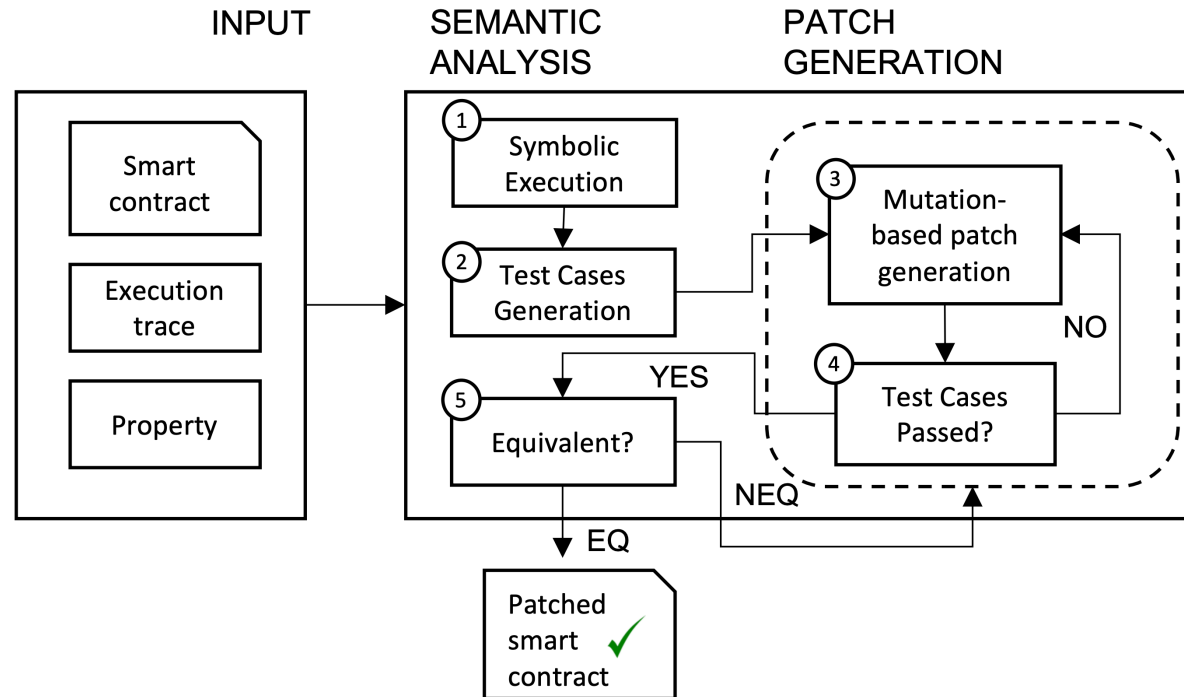 INPUT
SEMANTIC
ANALYSIS
PATCH
GENERATION
Smart
contract
Execution
trace
Property
1
Symbolic
Execution
2
Test Cases
Generation
3
Mutation-
based patch
generation
NO
4
Test Cases
Passed?
YES
5
Equivalent?
NEQ
EQ
Patched
smart
contract